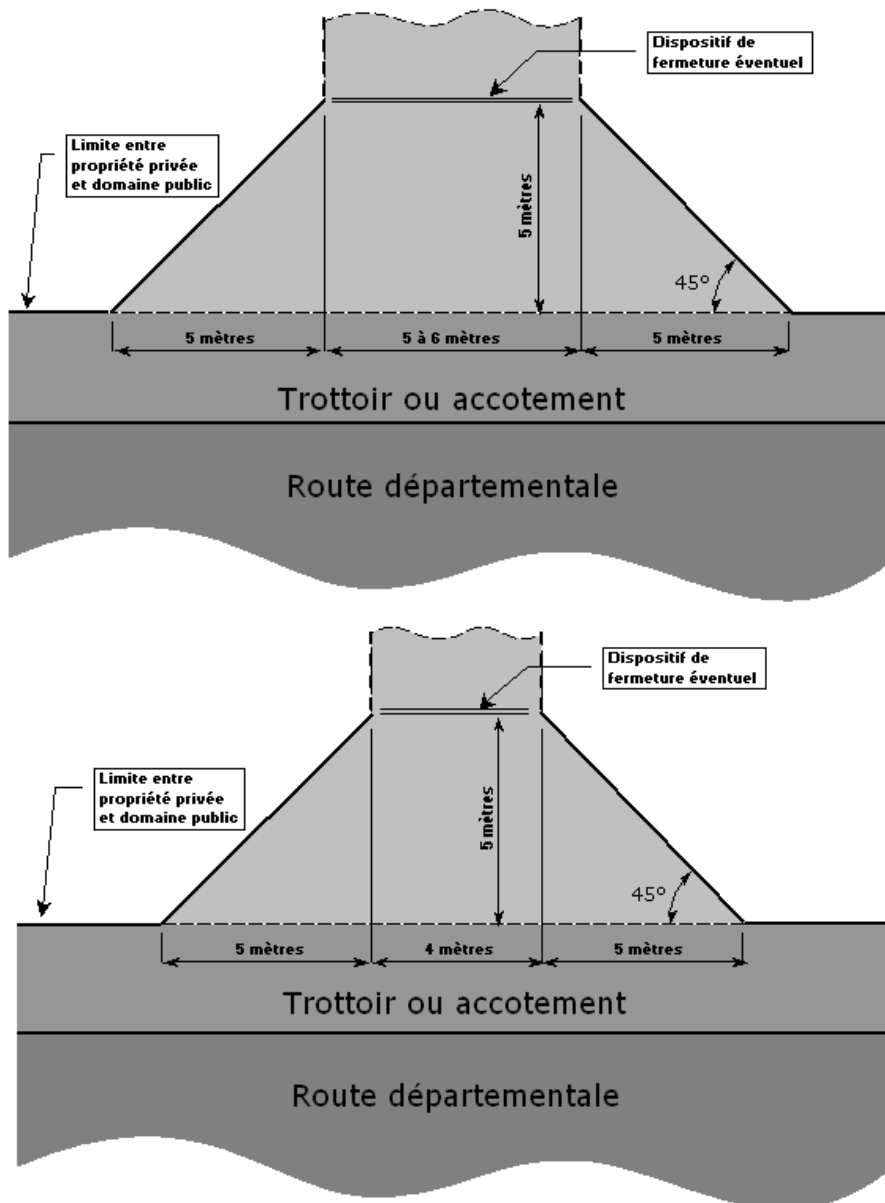 Dispositif de
fermeture éventuel
Limite entre
propriété privée
et domaine public
5 mètres
45°
5 mètres
5 à 6 mètres
5 mètres
Trottoir ou accotement
Route départementale
Dispositif de
fermeture éventuel
Limite entre
propriété privée
et domaine public
5 mètres
45°
5 mètres
4 mètres
5 mètres
Trottoir ou accotement
Route départementale